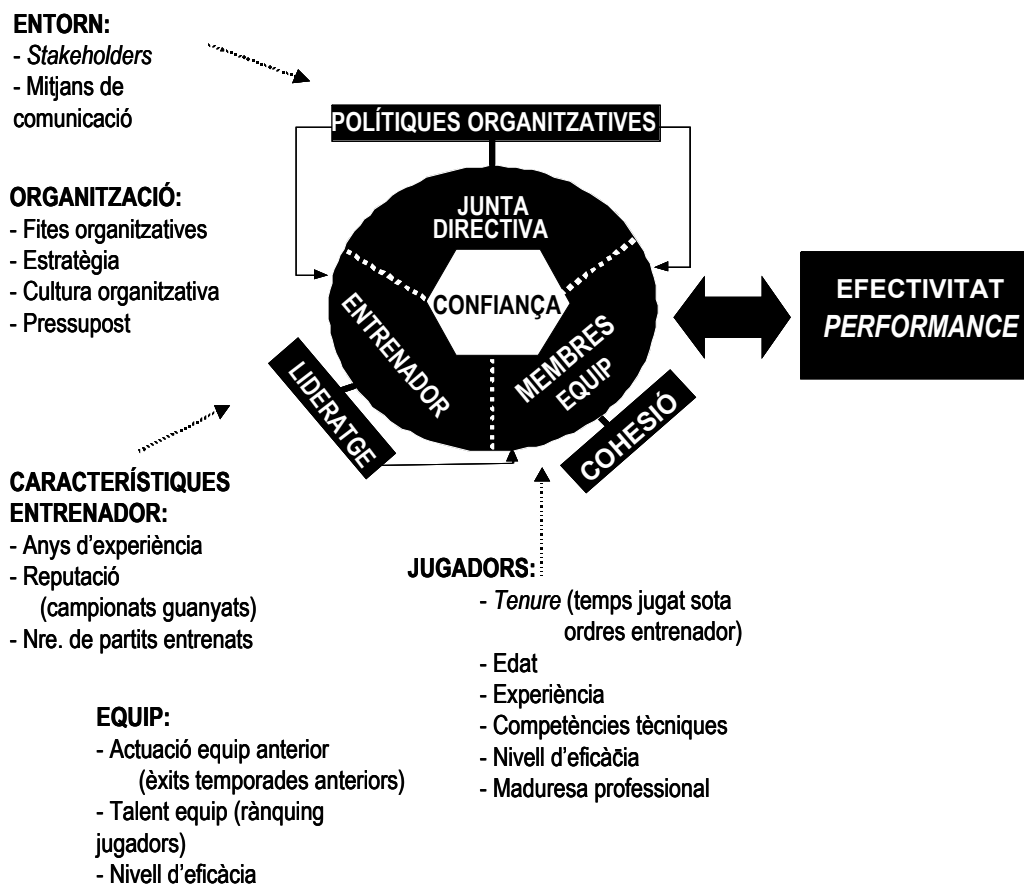 ENTORN:
- Stakeholders
- Mitjans de
comunicació
POLÍTIQUES ORGANITZATIVES
ORGANITZACIÓ:
- Fites organitzatives
- Estratègia
- Cultura organitzativa
- Pressupost
JUNTA
DIRECTIVA
CONFIANÇA
ENTRENADOR
MEMBRES
EQUIP
LIDERATGE
COHESIÓ
EFECTIVITAT
PERFORMANCE
CARACTERÍSTIQUES
ENTRENADOR:
- Anys d’experiència
- Reputació
(campionats guanyats)
- Nre. de partits entrenats
JUGADORS:
- Tenure (temps jugat sota
ordres entrenador)
- Edat
- Experiència
- Competències tècniques
- Nivell d’eficàcia
- Maduresa professional
EQUIP:
- Actuació equip anterior
(èxits temporades anteriors)
- Talent equip (rànquing
jugadors)
- Nivell d’eficàcia